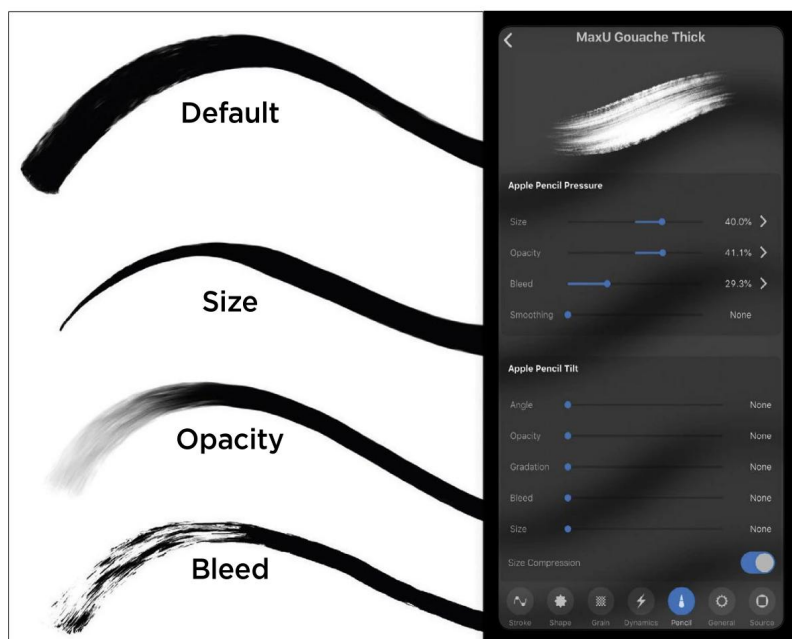 Default
Size
Opacity
Bleed
MaxU Gouache Thick
Apple Pencil Pressure
Size 40.0%
Opacity 41.1%
Bleed 29.3%
Smoothing None
Apple Pencil Tilt
Angle None
Opacity None
Gradation None
Bleed None
Size None
Size Compression
Stroke Shape Grain Dynamics Pencil General Source